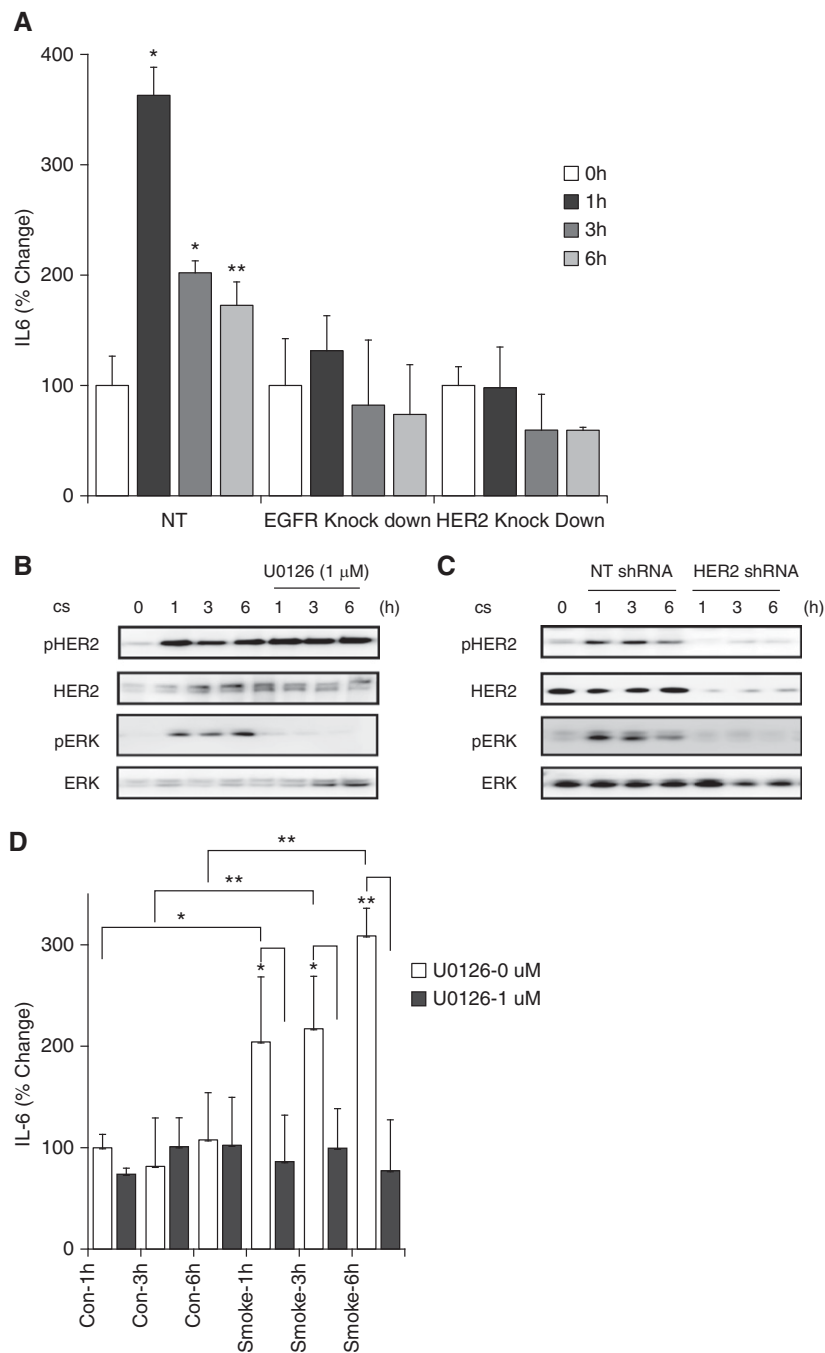 A
400
300
200
100
0
IL6 (% Change)
*
*
**
0h
1h
3h
6h
NT
EGFR Knock down
HER2 Knock Down
B
U0126 (1 μM)
cs 0 1 3 6 1 3 6 (h)
pHER2
HER2
pERK
ERK
C
NT shRNA HER2 shRNA
cs 0 1 3 6 1 3 6 (h)
pHER2
HER2
pERK
ERK
D
**
**
*
**
*
*
300
200
100
0
IL-6 (% Change)
U0126-0 uM
U0126-1 uM
Con-1h
Con-3h
Con-6h
Smoke-1h
Smoke-3h
Smoke-6h